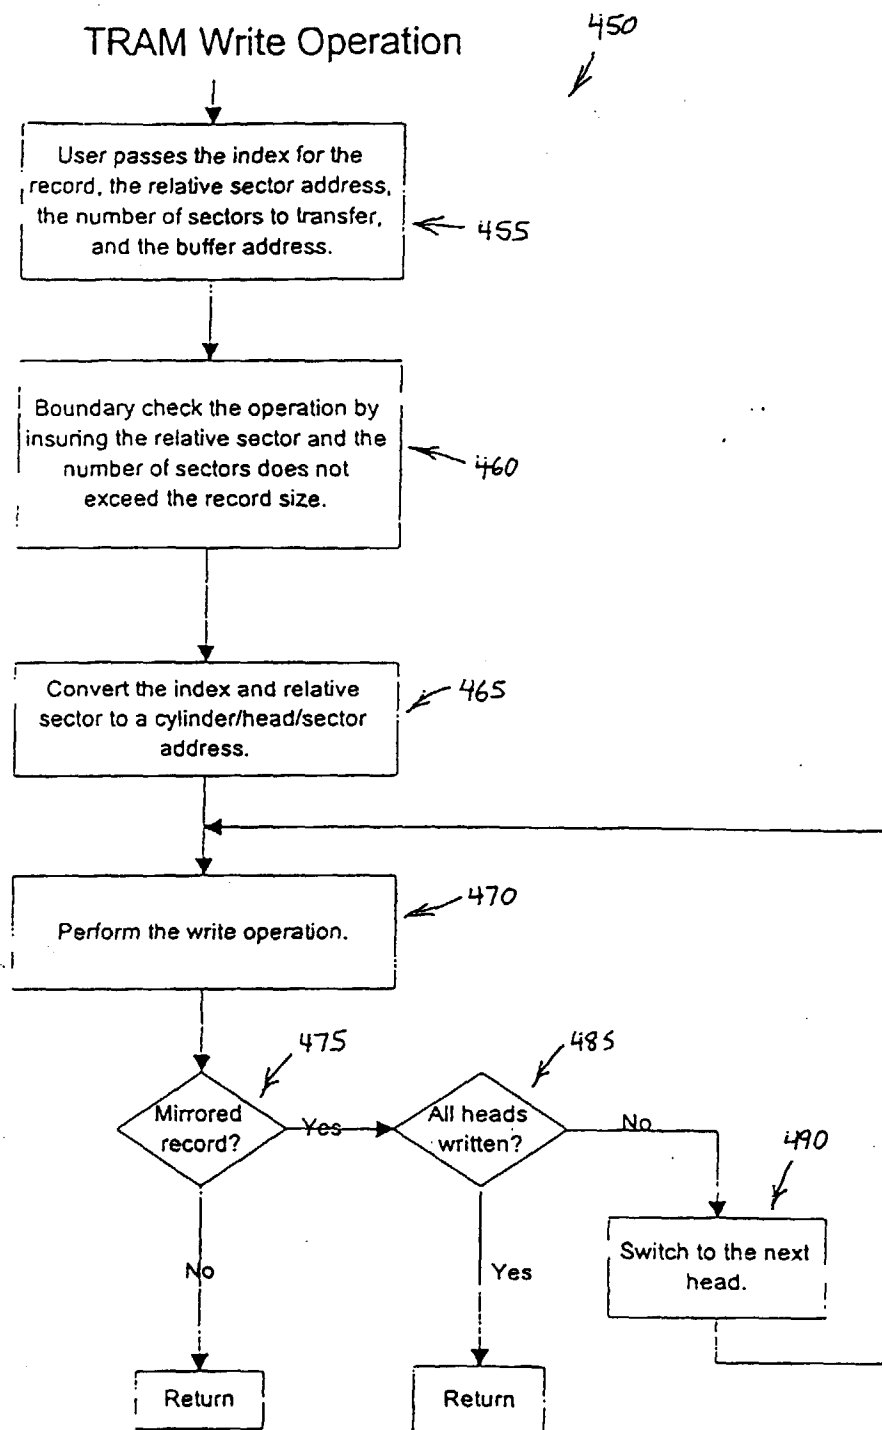 TRAM Write Operation
450
User passes the index for the
record, the relative sector address,
the number of sectors to transfer,
and the buffer address.
455
Boundary check the operation by
insuring the relative sector and the
number of sectors does not
exceed the record size.
460
Convert the index and relative
sector to a cylinder/head/sector
address.
465
Perform the write operation.
470
475
485
Mirrored
record?
Yes
All heads
written?
No
490
Switch to the next
head.
No
Yes
Return
Return